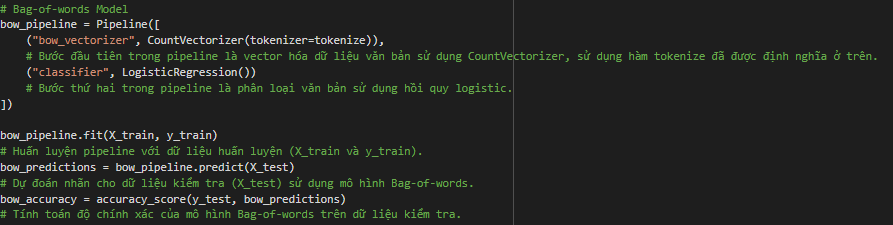 # Bag-of-words Model
bow_pipeline = Pipeline([
    ("bow_vectorizer", CountVectorizer(tokenizer=tokenize)),
    # Bước đầu tiên trong pipeline là vector hóa dữ liệu văn bản sử dụng CountVectorizer, sử dụng hàm tokenize đã được định nghĩa ở trên.
    ("classifier", LogisticRegression())
    # Bước thứ hai trong pipeline là phân loại văn bản sử dụng hồi quy logistic.
])

bow_pipeline.fit(X_train, y_train)
# Huấn luyện pipeline với dữ liệu huấn luyện (X_train và y_train).
bow_predictions = bow_pipeline.predict(X_test)
# Dự đoán nhãn cho dữ liệu kiểm tra (X_test) sử dụng mô hình Bag-of-words.
bow_accuracy = accuracy_score(y_test, bow_predictions)
# Tính toán độ chính xác của mô hình Bag-of-words trên dữ liệu kiểm tra.